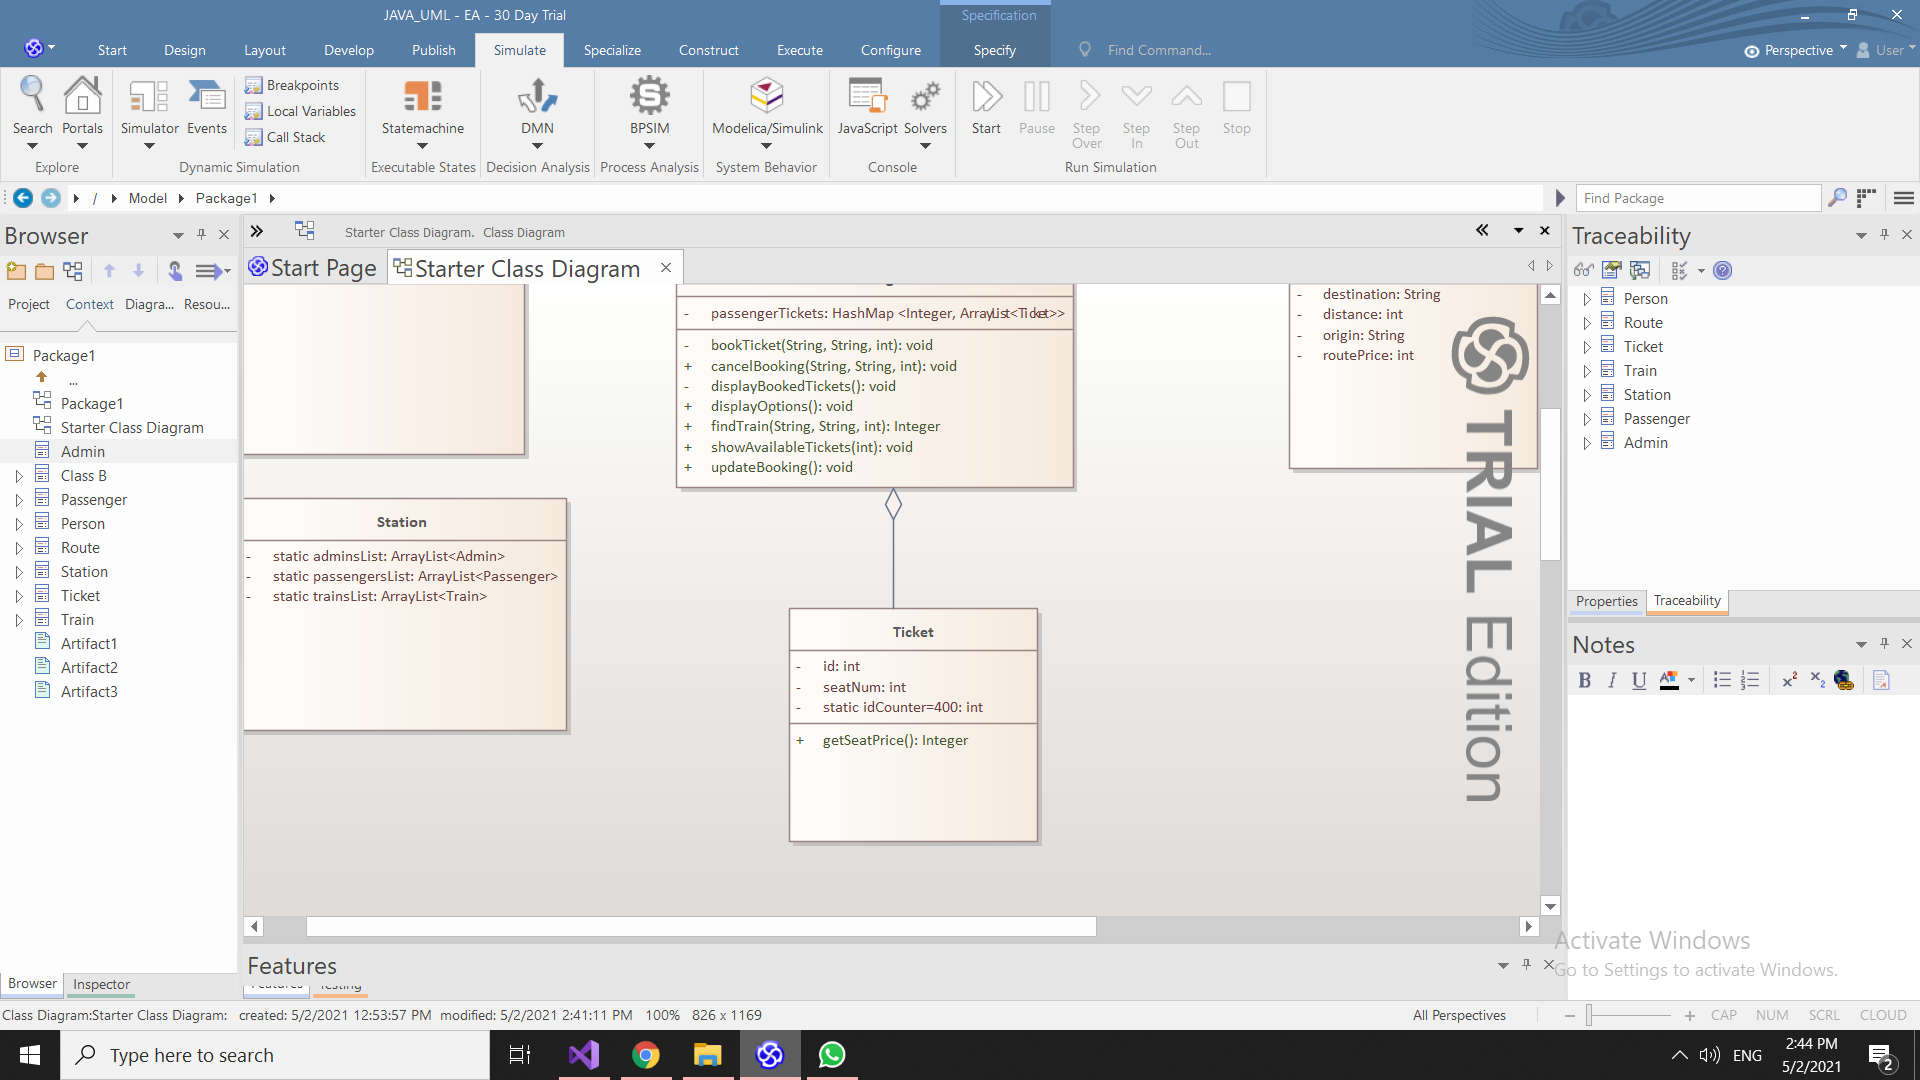 JAVA_UML - EA - 30 Day Trial
Specification
Start Design Layout Develop Publish Simulate Specialize Construct Execute Configure Specify Find Command... Perspective User
Search Portals
Explore
Simulator Events
Breakpoints
Local Variables
Call Stack
Dynamic Simulation
Statemachine
Executable States
DMN
Decision Analysis
BPSIM
Process Analysis
Modelica/Simulink
System Behavior
JavaScript Solvers
Console
Start Pause Step Over Step In Step Out Stop
Run Simulation
/ Model Package1
Find Package
Browser
Project Context Diagra... Resou...
Package1
...
Package1
Starter Class Diagram
Admin
Class B
Passenger
Person
Route
Station
Ticket
Train
Artifact1
Artifact2
Artifact3
Browser Inspector
Starter Class Diagram. Class Diagram
Start Page Starter Class Diagram
- passengerTickets: HashMap <Integer, ArrayList<Ticket>>
- bookTicket(String, String, int): void
+ cancelBooking(String, String, int): void
- displayBookedTickets(): void
+ displayOptions(): void
+ findTrain(String, String, int): Integer
+ showAvailableTickets(int): void
+ updateBooking(): void
- destination: String
- distance: int
- origin: String
- routePrice: int
Station
- static adminsList: ArrayList<Admin>
- static passengersList: ArrayList<Passenger>
- static trainsList: ArrayList<Train>
Ticket
- id: int
- seatNum: int
- static idCounter=400: int
+ getSeatPrice(): Integer
TRIAL Edition
Features
Features Testing
Traceability
Person
Route
Ticket
Train
Station
Passenger
Admin
Properties Traceability
Notes
B I U
Activate Windows
Go to Settings to activate Windows.
Class Diagram:Starter Class Diagram: created: 5/2/2021 12:53:57 PM modified: 5/2/2021 2:41:11 PM 100% 826 x 1169
All Perspectives
CAP NUM SCRL CLOUD
Type here to search
ENG
2:44 PM
5/2/2021
2